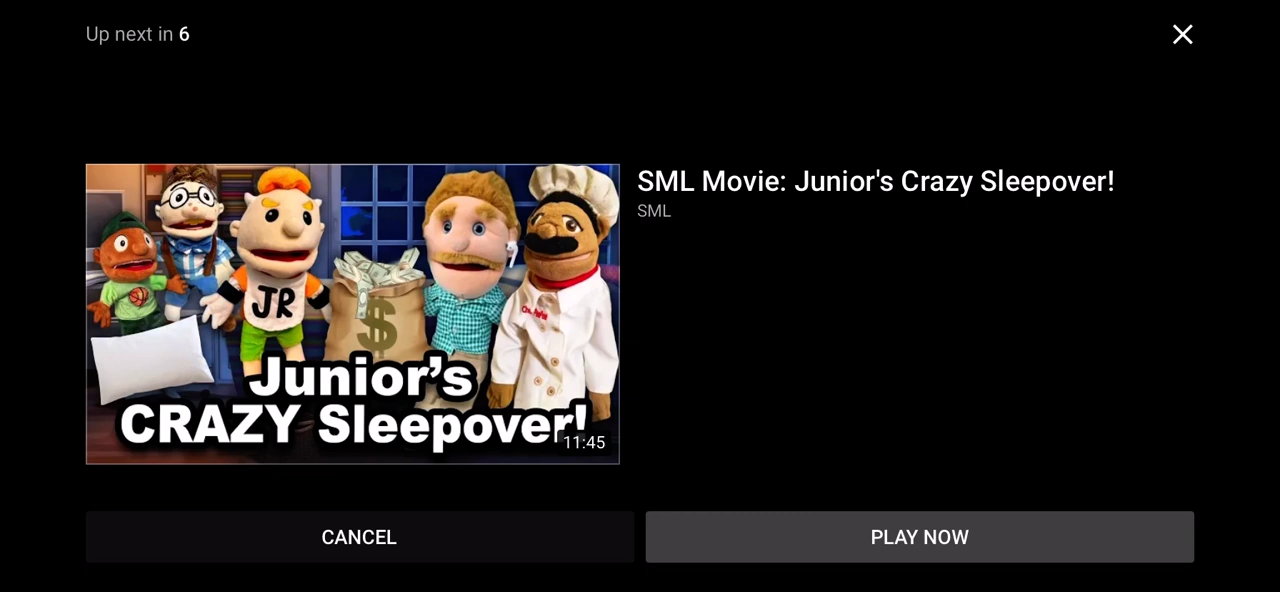 Up next in 6
SML Movie: Junior's Crazy Sleepover!
SML
JR
$
Junior's
CRAZY Sleepover!
11:45
CANCEL
PLAY NOW